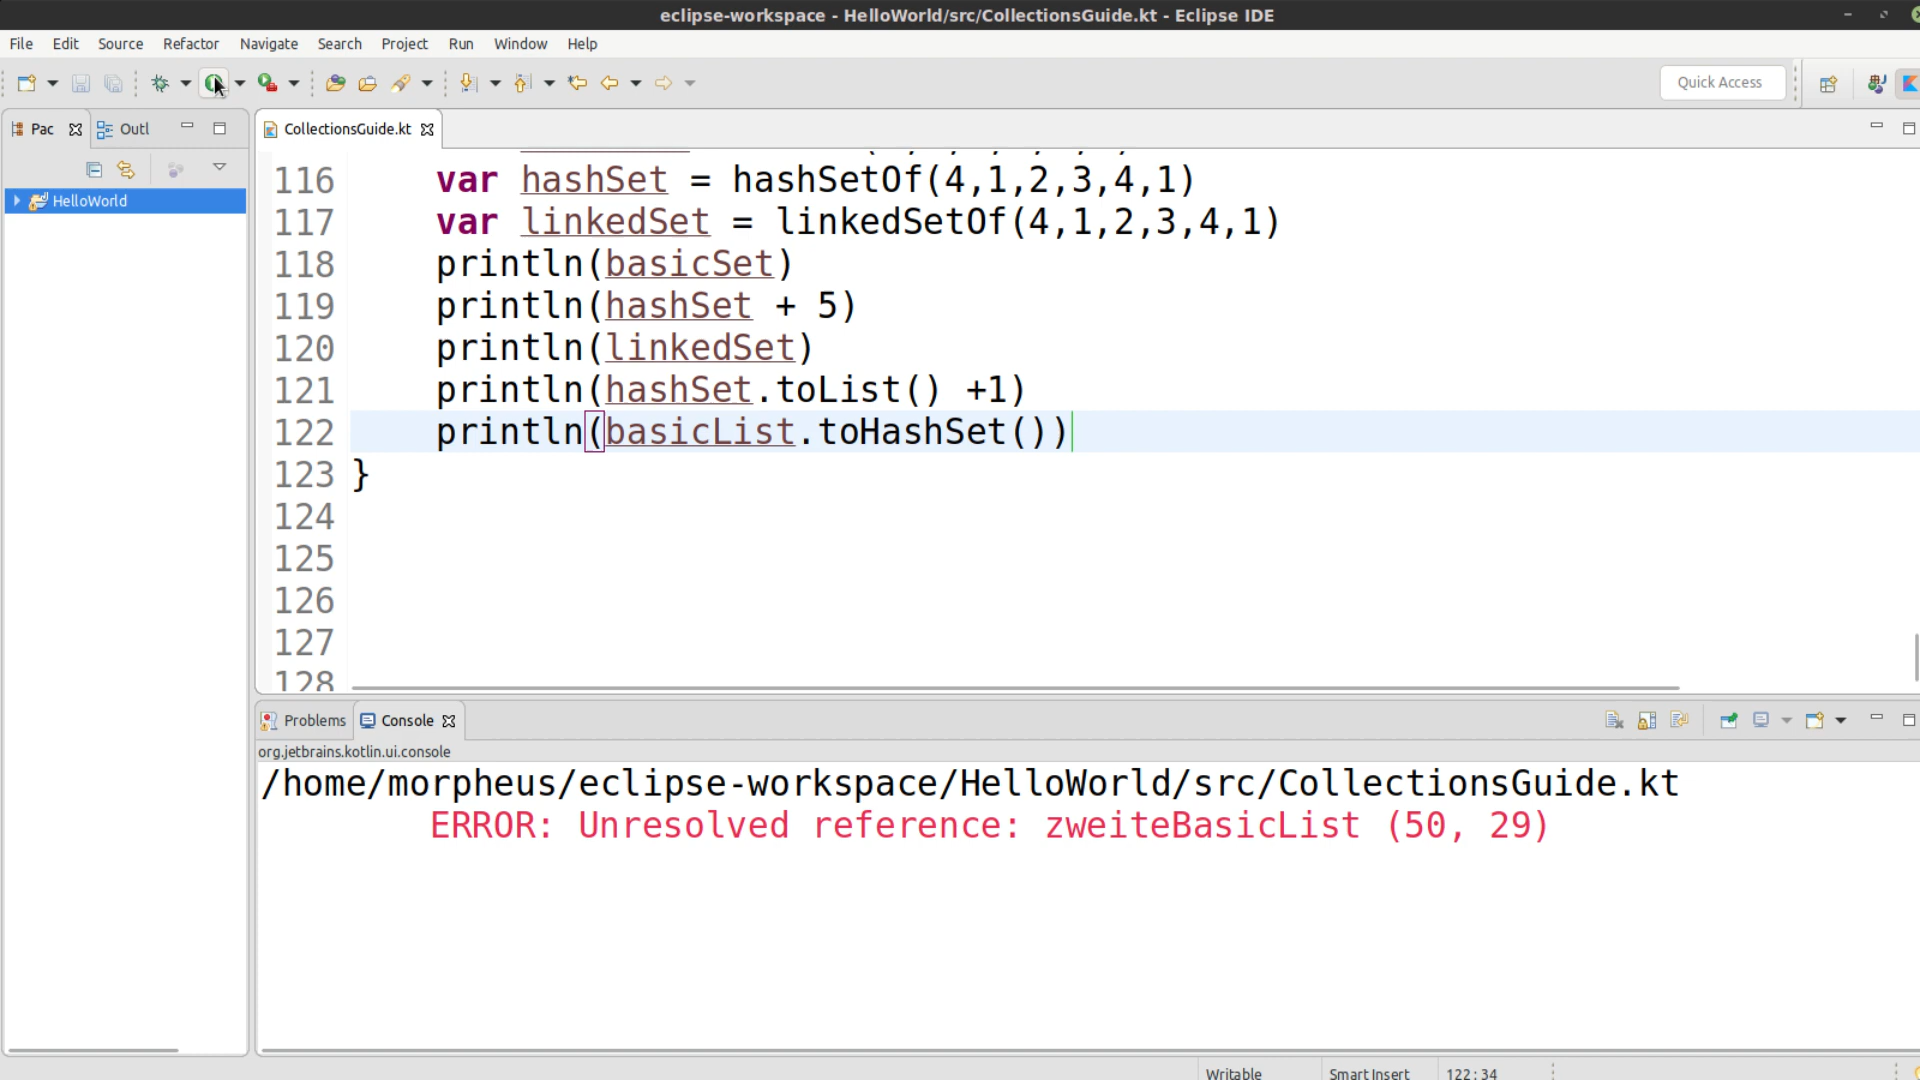 eclipse-workspace - HelloWorld/src/CollectionsGuide.kt - Eclipse IDE
File Edit Source Refactor Navigate Search Project Run Window Help
Quick Access
Pac Outl
CollectionsGuide.kt
HelloWorld
116 var hashSet = hashSetOf(4,1,2,3,4,1)
117 var linkedSet = linkedSetOf(4,1,2,3,4,1)
118 println(basicSet)
119 println(hashSet + 5)
120 println(linkedSet)
121 println(hashSet.toList() +1)
122 println(basicList.toHashSet())
123 }
124
125
126
127
128
Problems Console
org.jetbrains.kotlin.ui.console
/home/morpheus/eclipse-workspace/HelloWorld/src/CollectionsGuide.kt
ERROR: Unresolved reference: zweiteBasicList (50, 29)
Writable Smart Insert 122:34